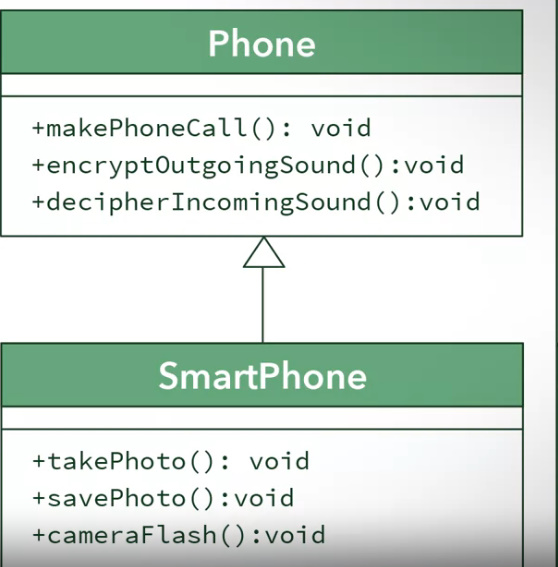 Phone
+makePhoneCall(): void
+encryptOutgoingSound():void
+decipherIncomingSound():void
SmartPhone
+takePhoto(): void
+savePhoto():void
+cameraFlash():void